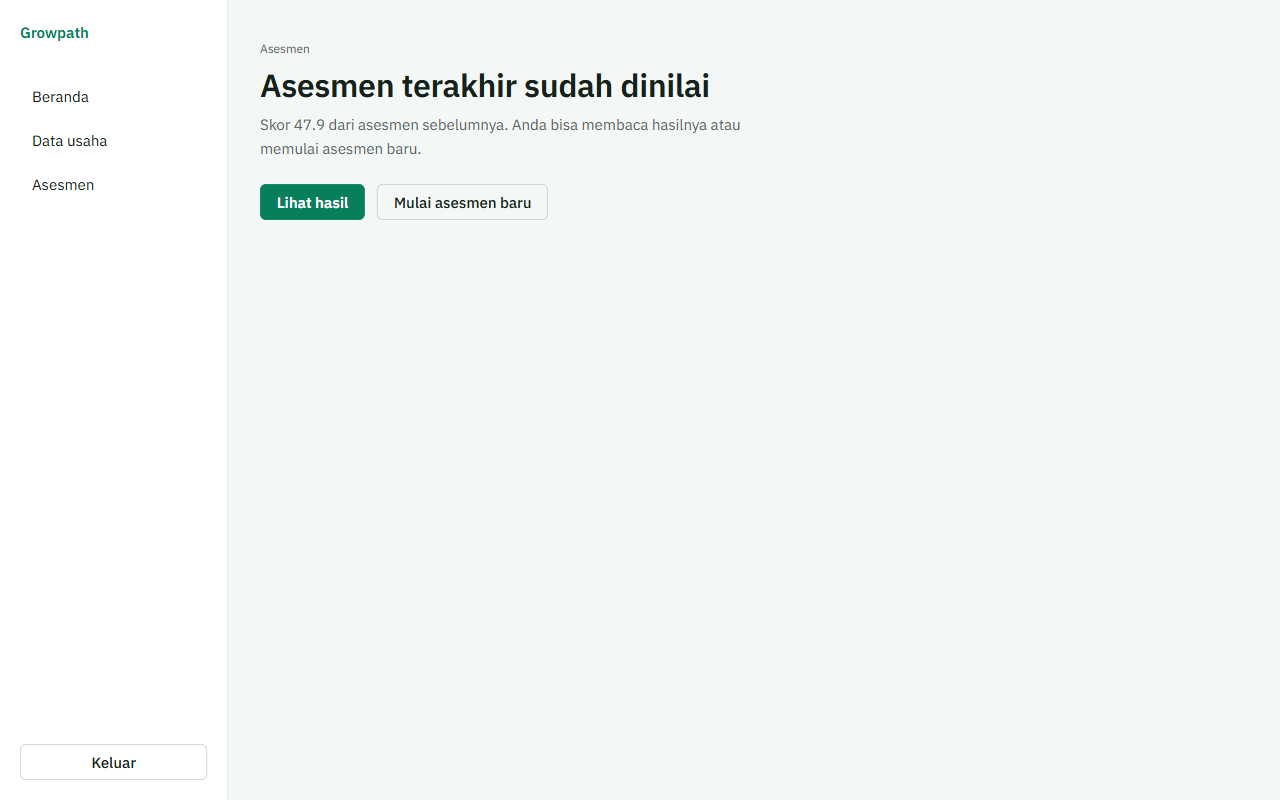 Growpath
Beranda
Data usaha
Asesmen
Keluar
Asesmen
Asesmen terakhir sudah dinilai
Skor 47.9 dari asesmen sebelumnya. Anda bisa membaca hasilnya atau
memulai asesmen baru.
Lihat hasil
Mulai asesmen baru